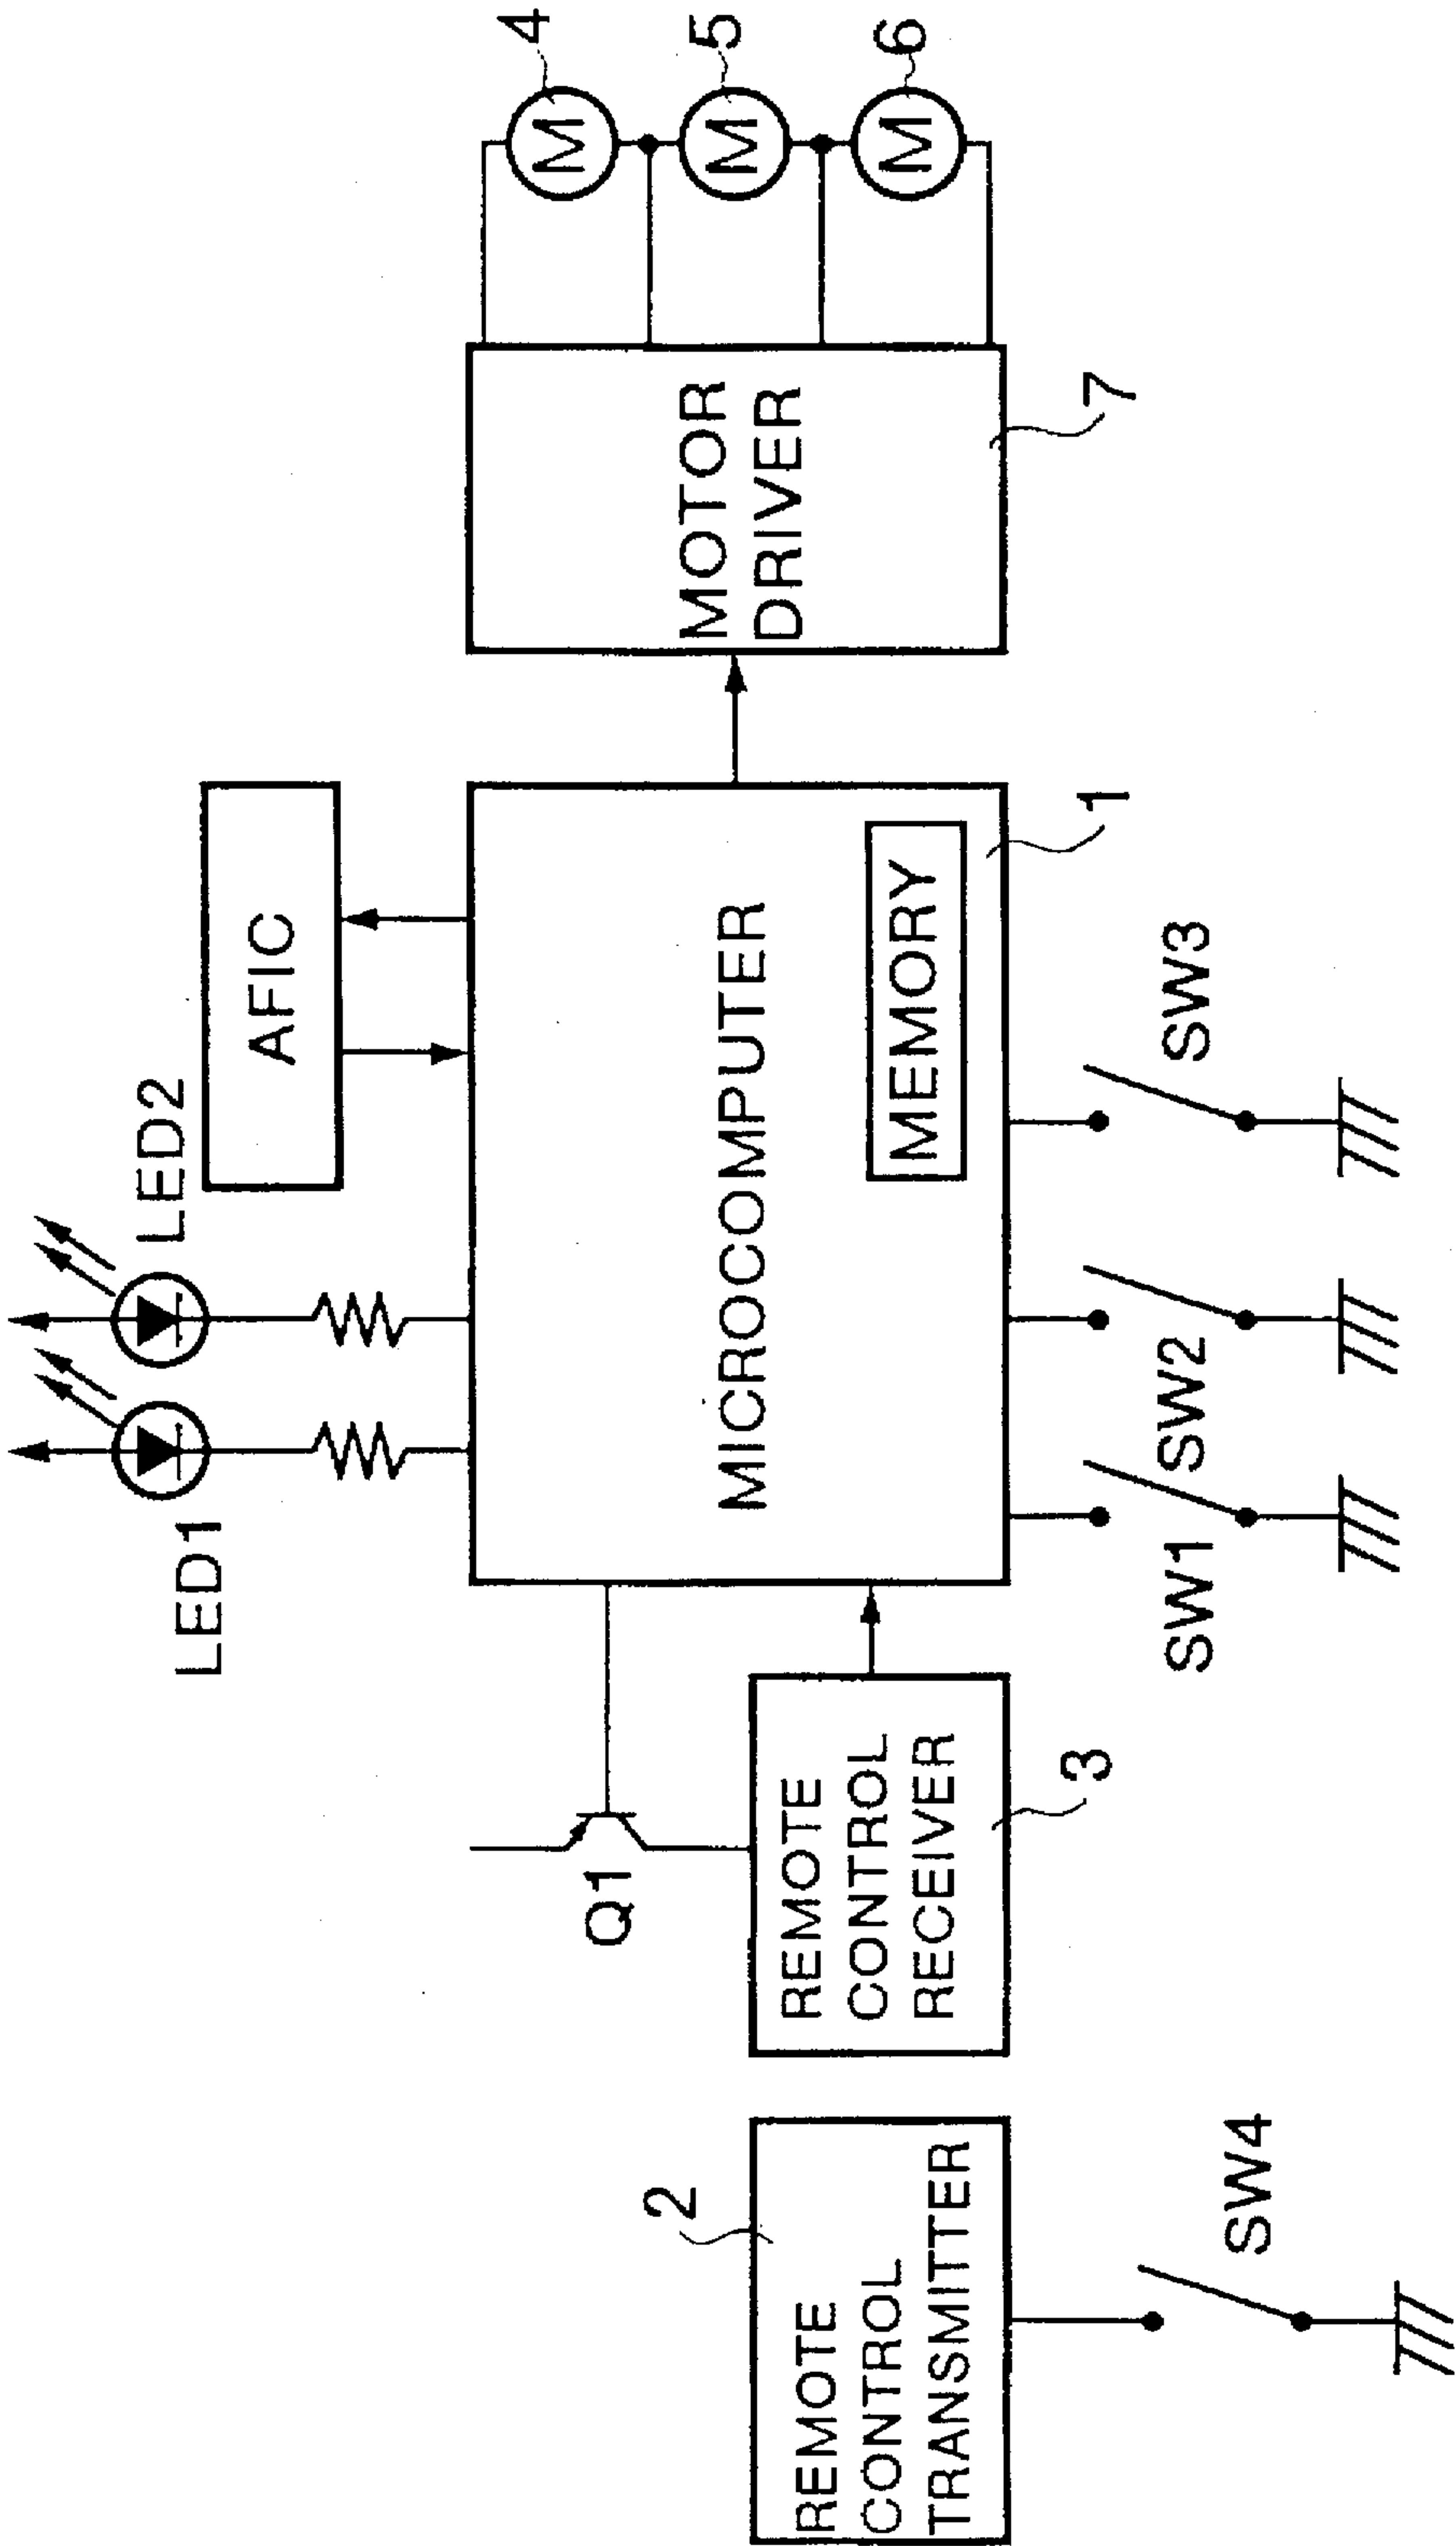 LED1
LED2
AFIC
Q1
MICROCOMPUTER
MEMORY
1
MOTOR
DRIVER
7
M
4
M
5
M
6
2
REMOTE
CONTROL
TRANSMITTER
REMOTE
CONTROL
RECEIVER
3
SW1
SW2
SW3
SW4